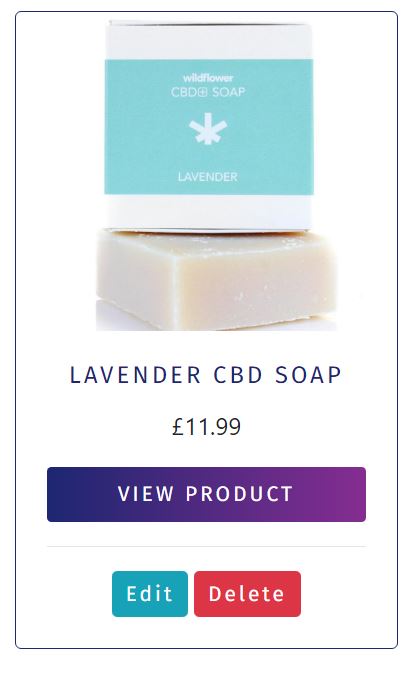 wildflower
CBD⊞ SOAP
LAVENDER
LAVENDER CBD SOAP
£11.99
VIEW PRODUCT
Edit Delete